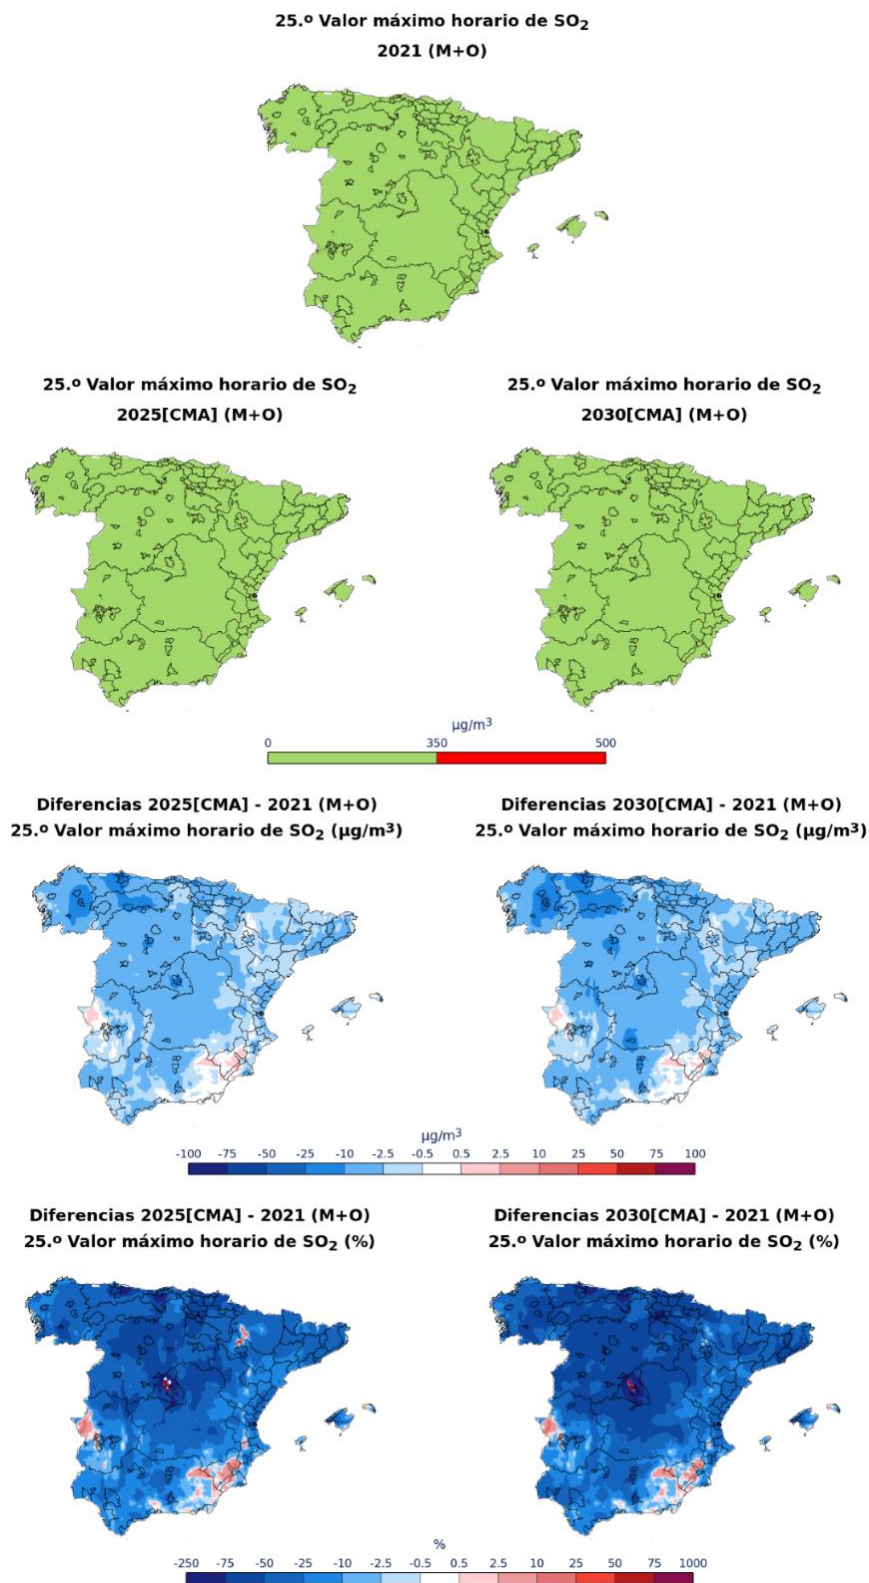 25.º Valor máximo horario de SO2
2021 (M+O)
25.º Valor máximo horario de SO2
2025[CMA] (M+O)
25.º Valor máximo horario de SO2
2030[CMA] (M+O)
µg/m3
0 350 500
Diferencias 2025[CMA] - 2021 (M+O)
25.º Valor máximo horario de SO2 (µg/m3)
Diferencias 2030[CMA] - 2021 (M+O)
25.º Valor máximo horario de SO2 (µg/m3)
µg/m3
-100 -75 -50 -25 -10 -2.5 -0.5 0.5 2.5 10 25 50 75 100
Diferencias 2025[CMA] - 2021 (M+O)
25.º Valor máximo horario de SO2 (%)
Diferencias 2030[CMA] - 2021 (M+O)
25.º Valor máximo horario de SO2 (%)
%
-250 -75 -50 -25 -10 -2.5 -0.5 0.5 2.5 10 25 50 75 1000